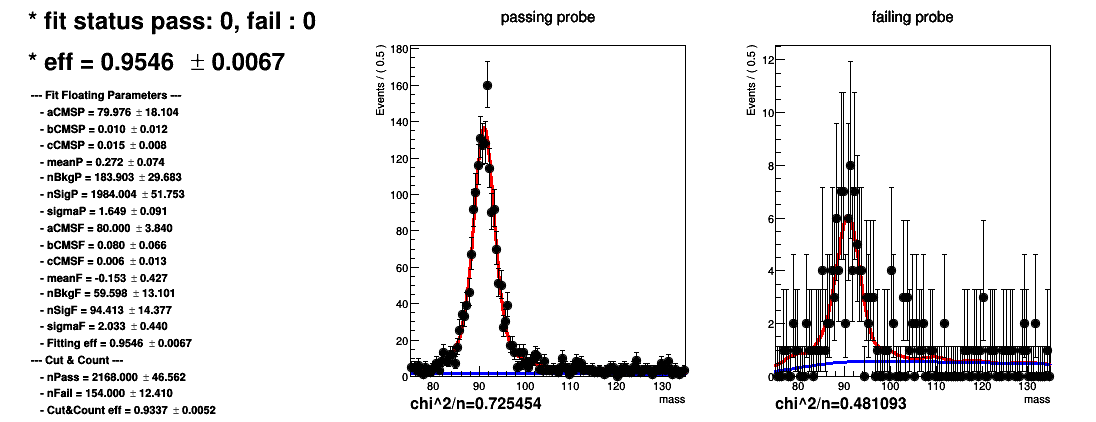 * fit status pass: 0, fail : 0
* eff = 0.9546 ± 0.0067
--- Fit Floating Parameters ---
- aCMSP = 79.976 ± 18.104
- bCMSP = 0.010 ± 0.012
- cCMSP = 0.015 ± 0.008
- meanP = 0.272 ± 0.074
- nBkgP = 183.903 ± 29.683
- nSigP = 1984.004 ± 51.753
- sigmaP = 1.649 ± 0.091
- aCMSF = 80.000 ± 3.840
- bCMSF = 0.080 ± 0.066
- cCMSF = 0.006 ± 0.013
- meanF = -0.153 ± 0.427
- nBkgF = 59.598 ± 13.101
- nSigF = 94.413 ± 14.377
- sigmaF = 2.033 ± 0.440
- Fitting eff = 0.9546 ± 0.0067
--- Cut & Count ---
- nPass = 2168.000 ± 46.562
- nFail = 154.000 ± 12.410
- Cut&Count eff = 0.9337 ± 0.0052
passing probe
Events / ( 0.5 )
180
160
140
120
100
80
60
40
20
0
80 90 100 110 120 130
mass
chi^2/n=0.725454
failing probe
Events / ( 0.5 )
12
10
8
6
4
2
0
80 90 100 110 120 130
mass
chi^2/n=0.481093